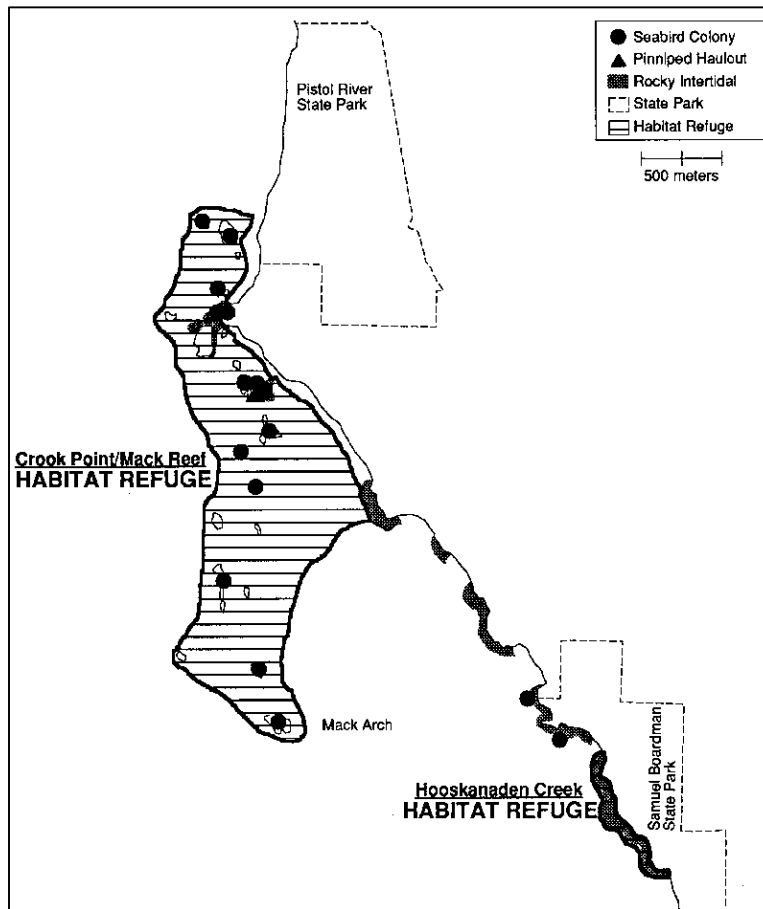 Seabird Colony
Pinniped Haulout
Rocky Intertidal
State Park
Habitat Refuge
500 meters
Pistol River
State Park
Crook Point/Mack Reef
HABITAT REFUGE
Mack Arch
Hooskanaden Creek
HABITAT REFUGE
Samuel Boardman
State Park